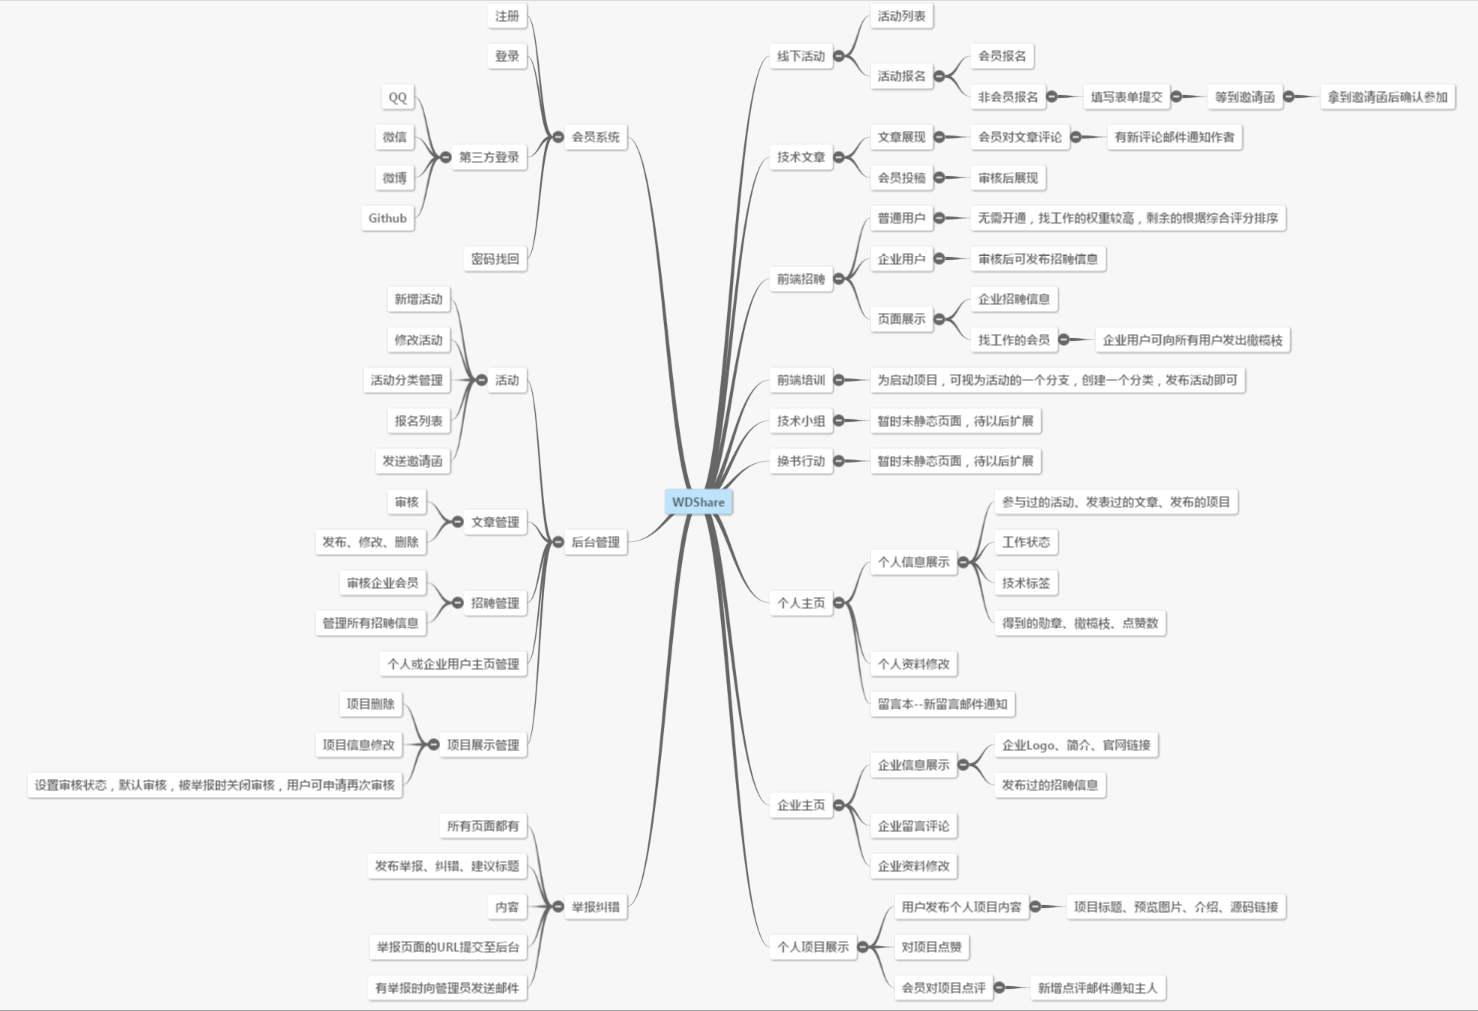 WDShare
线下活动
活动列表
活动报名
会员报名
非会员报名
填写表单提交
等到邀请函
拿到邀请函后确认参加
技术文章
文章展现
会员对文章评论
有新评论邮件通知作者
会员投稿
审核后展现
前端招聘
普通用户
无需开通，找工作的权重较高，剩余的根据综合评分排序
企业用户
审核后可发布招聘信息
页面展示
企业招聘信息
找工作的会员
企业用户可向所有用户发出橄榄枝
前端培训
为启动项目，可视为活动的一个分支，创建一个分类，发布活动即可
技术小组
暂时未静态页面，待以后扩展
换书行动
暂时未静态页面，待以后扩展
个人主页
个人信息展示
参与过的活动、发表过的文章、发布的项目
工作状态
技术标签
得到的勋章、橄榄枝、点赞数
个人资料修改
留言本--新留言邮件通知
企业主页
企业信息展示
企业Logo、简介、官网链接
发布过的招聘信息
企业留言评论
企业资料修改
个人项目展示
用户发布个人项目内容
项目标题、预览图片、介绍、源码链接
对项目点赞
会员对项目点评
新增点评邮件通知主人
会员系统
注册
登录
第三方登录
QQ
微信
微博
Github
密码找回
后台管理
活动
新增活动
修改活动
活动分类管理
报名列表
发送邀请函
文章管理
审核
发布、修改、删除
招聘管理
审核企业会员
管理所有招聘信息
个人或企业用户主页管理
项目展示管理
项目删除
项目信息修改
设置审核状态，默认审核，被举报时关闭审核，用户可申请再次审核
举报纠错
所有页面都有
发布举报、纠错、建议标题
内容
举报页面的URL提交至后台
有举报时向管理员发送邮件